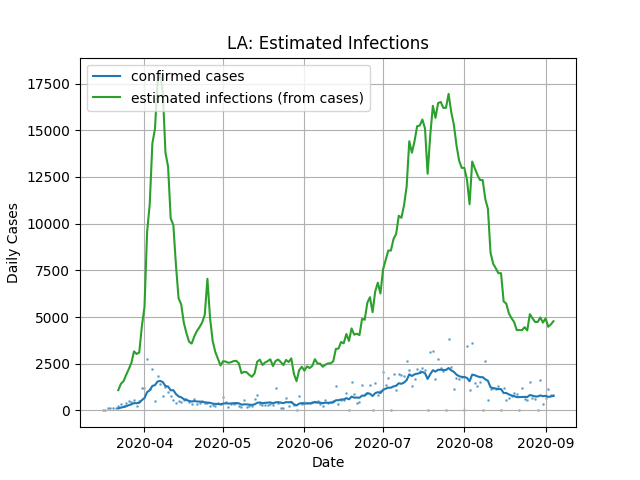 LA: Estimated Infections
confirmed cases
estimated infections (from cases)
17500
15000
12500
10000
7500
5000
2500
0
Daily Cases
2020-04 2020-05 2020-06 2020-07 2020-08 2020-09
Date